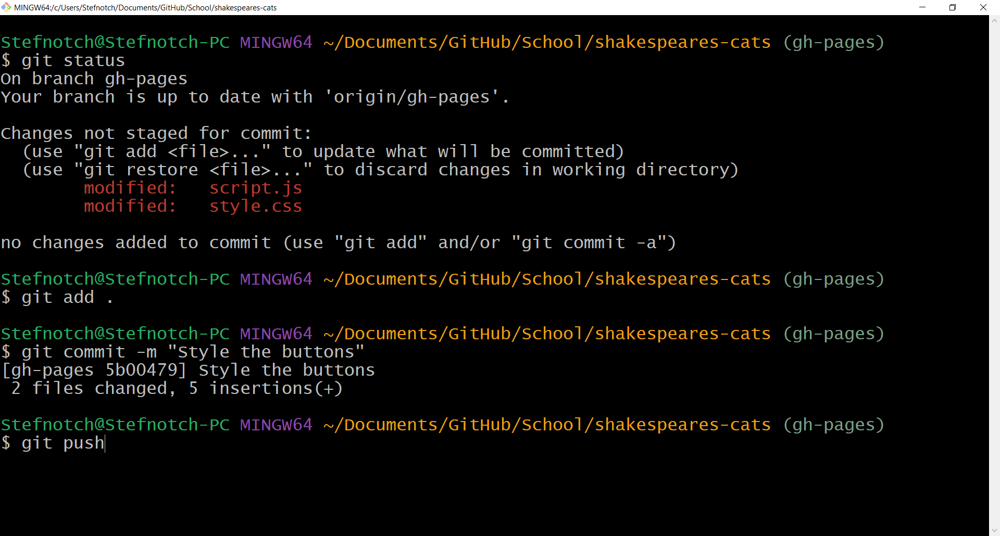 MINGW64:/c/Users/Stefnotch/Documents/GitHub/School/shakespeares-cats
Stefnotch@Stefnotch-PC MINGW64 ~/Documents/GitHub/School/shakespeares-cats (gh-pages)
$ git status
On branch gh-pages
Your branch is up to date with 'origin/gh-pages'.
Changes not staged for commit:
  (use "git add <file>..." to update what will be committed)
  (use "git restore <file>..." to discard changes in working directory)
        modified:   script.js
        modified:   style.css
no changes added to commit (use "git add" and/or "git commit -a")
Stefnotch@Stefnotch-PC MINGW64 ~/Documents/GitHub/School/shakespeares-cats (gh-pages)
$ git add .
Stefnotch@Stefnotch-PC MINGW64 ~/Documents/GitHub/School/shakespeares-cats (gh-pages)
$ git commit -m "Style the buttons"
[gh-pages 5b00479] Style the buttons
 2 files changed, 5 insertions(+)
Stefnotch@Stefnotch-PC MINGW64 ~/Documents/GitHub/School/shakespeares-cats (gh-pages)
$ git push